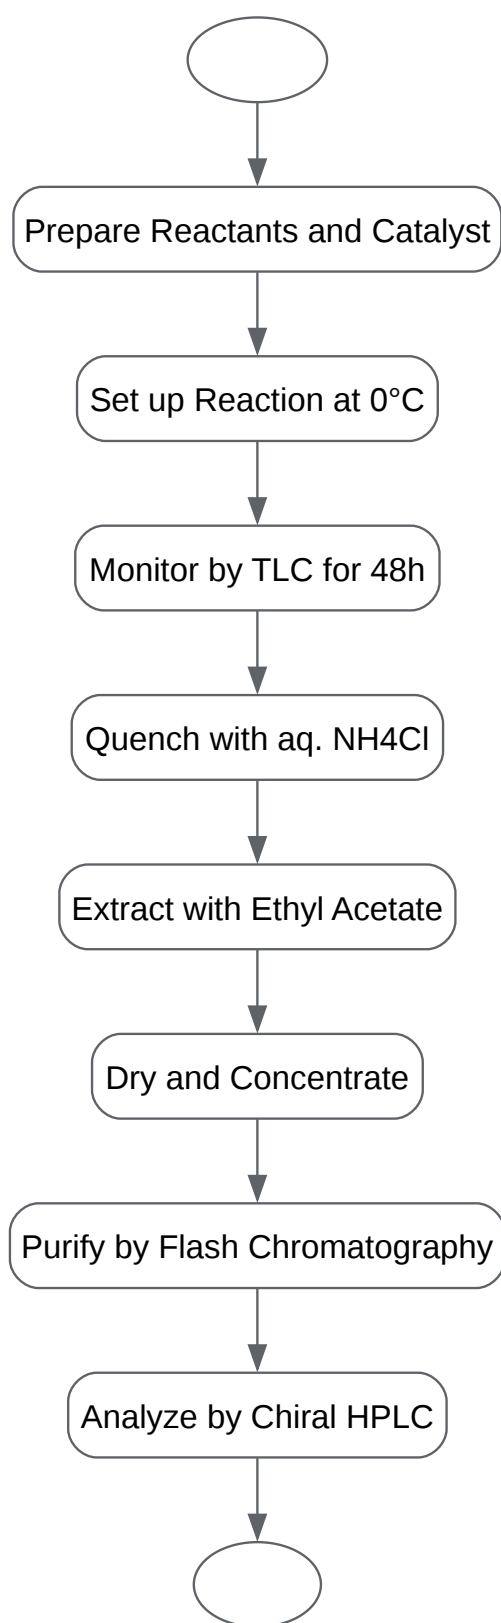 Prepare Reactants and Catalyst
Set up Reaction at 0°C
Monitor by TLC for 48h
Quench with aq. NH4Cl
Extract with Ethyl Acetate
Dry and Concentrate
Purify by Flash Chromatography
Analyze by Chiral HPLC